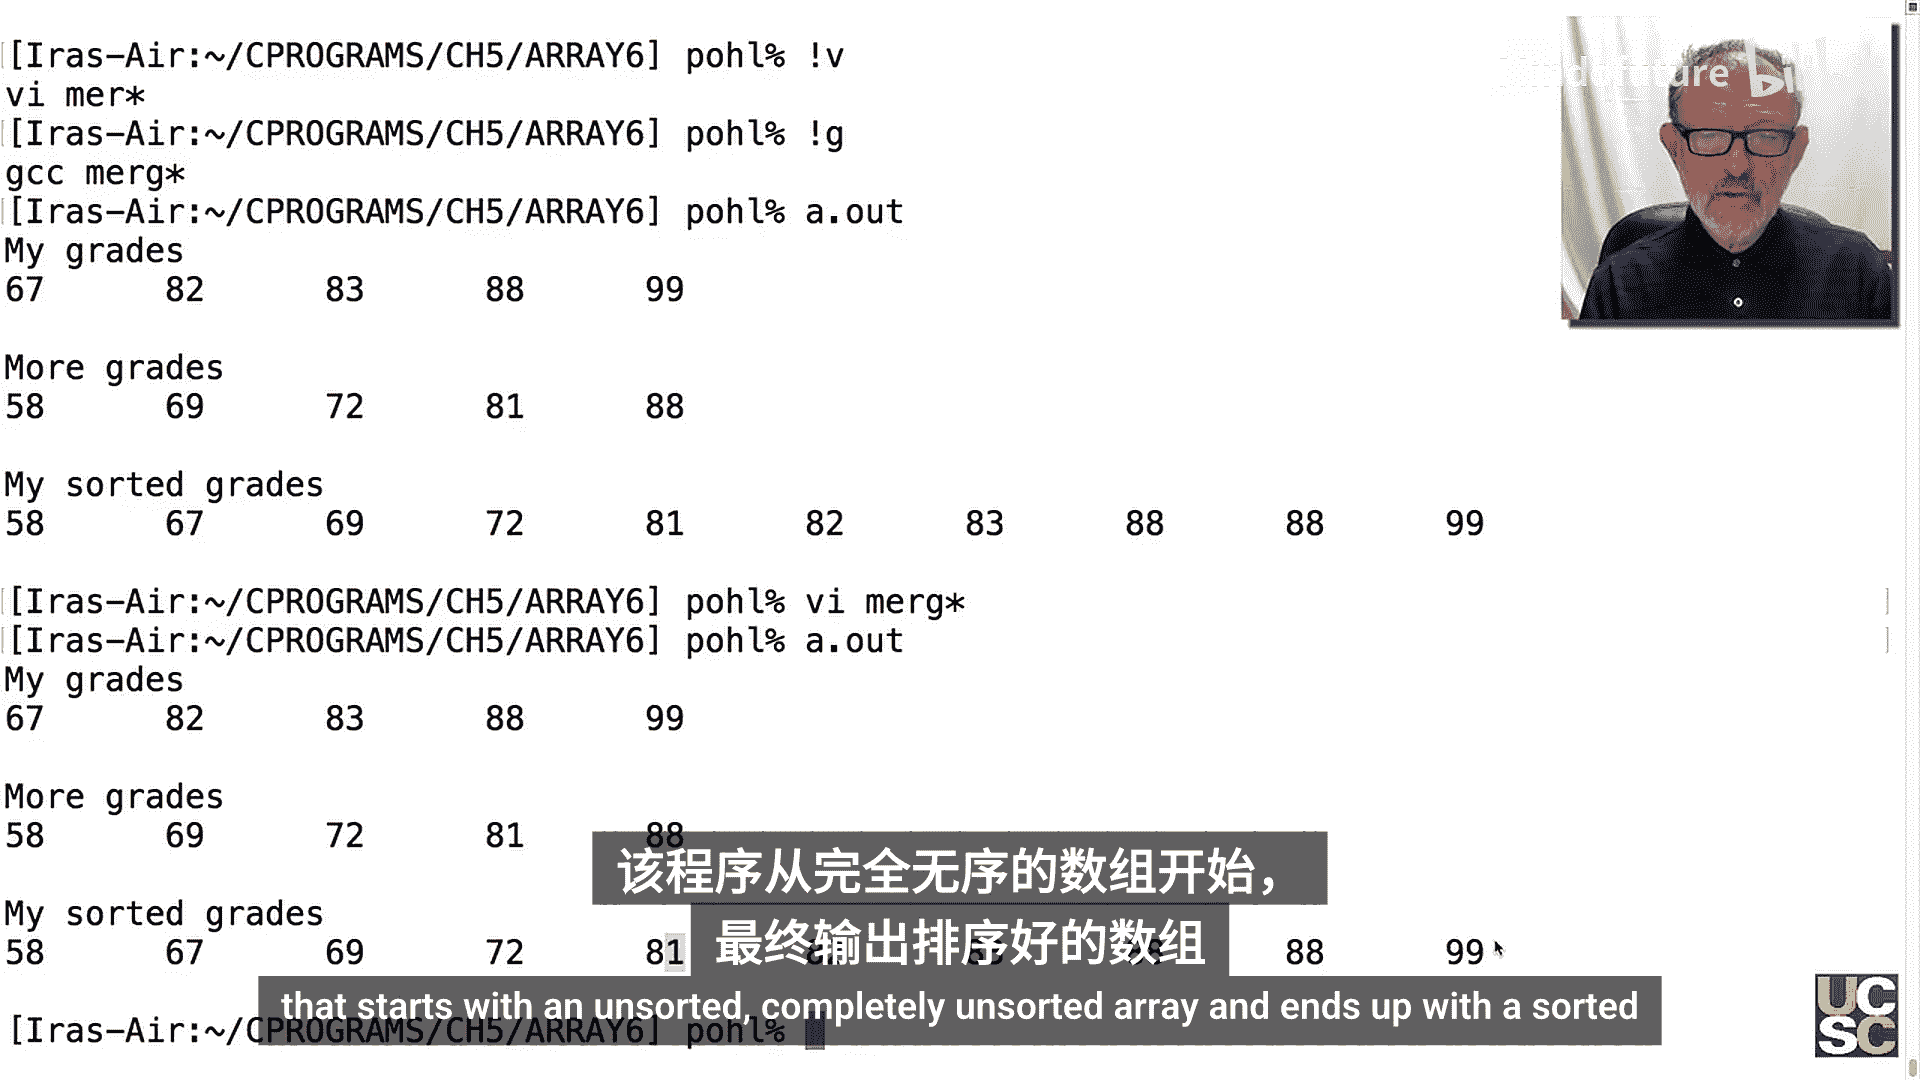 [Iras-Air:~/CPROGRAMS/CH5/ARRAY6] pohl% !v
vi mer*
[Iras-Air:~/CPROGRAMS/CH5/ARRAY6] pohl% !g
gcc merg*
[Iras-Air:~/CPROGRAMS/CH5/ARRAY6] pohl% a.out
My grades
67 82 83 88 99
More grades
58 69 72 81 88
My sorted grades
58 67 69 72 81 82 83 88 88 99
[Iras-Air:~/CPROGRAMS/CH5/ARRAY6] pohl% vi merg*
[Iras-Air:~/CPROGRAMS/CH5/ARRAY6] pohl% a.out
My grades
67 82 83 88 99
More grades
58 69 72 81 88
该程序从完全无序的数组开始，
My sorted grades
58 67 69 72 81 88 99
最终输出排序好的数组
that starts with an unsorted, completely unsorted array and ends up with a sorted
[Iras-Air:~/CPROGRAMS/CH5/ARRAY6] pohl%
UC
SC